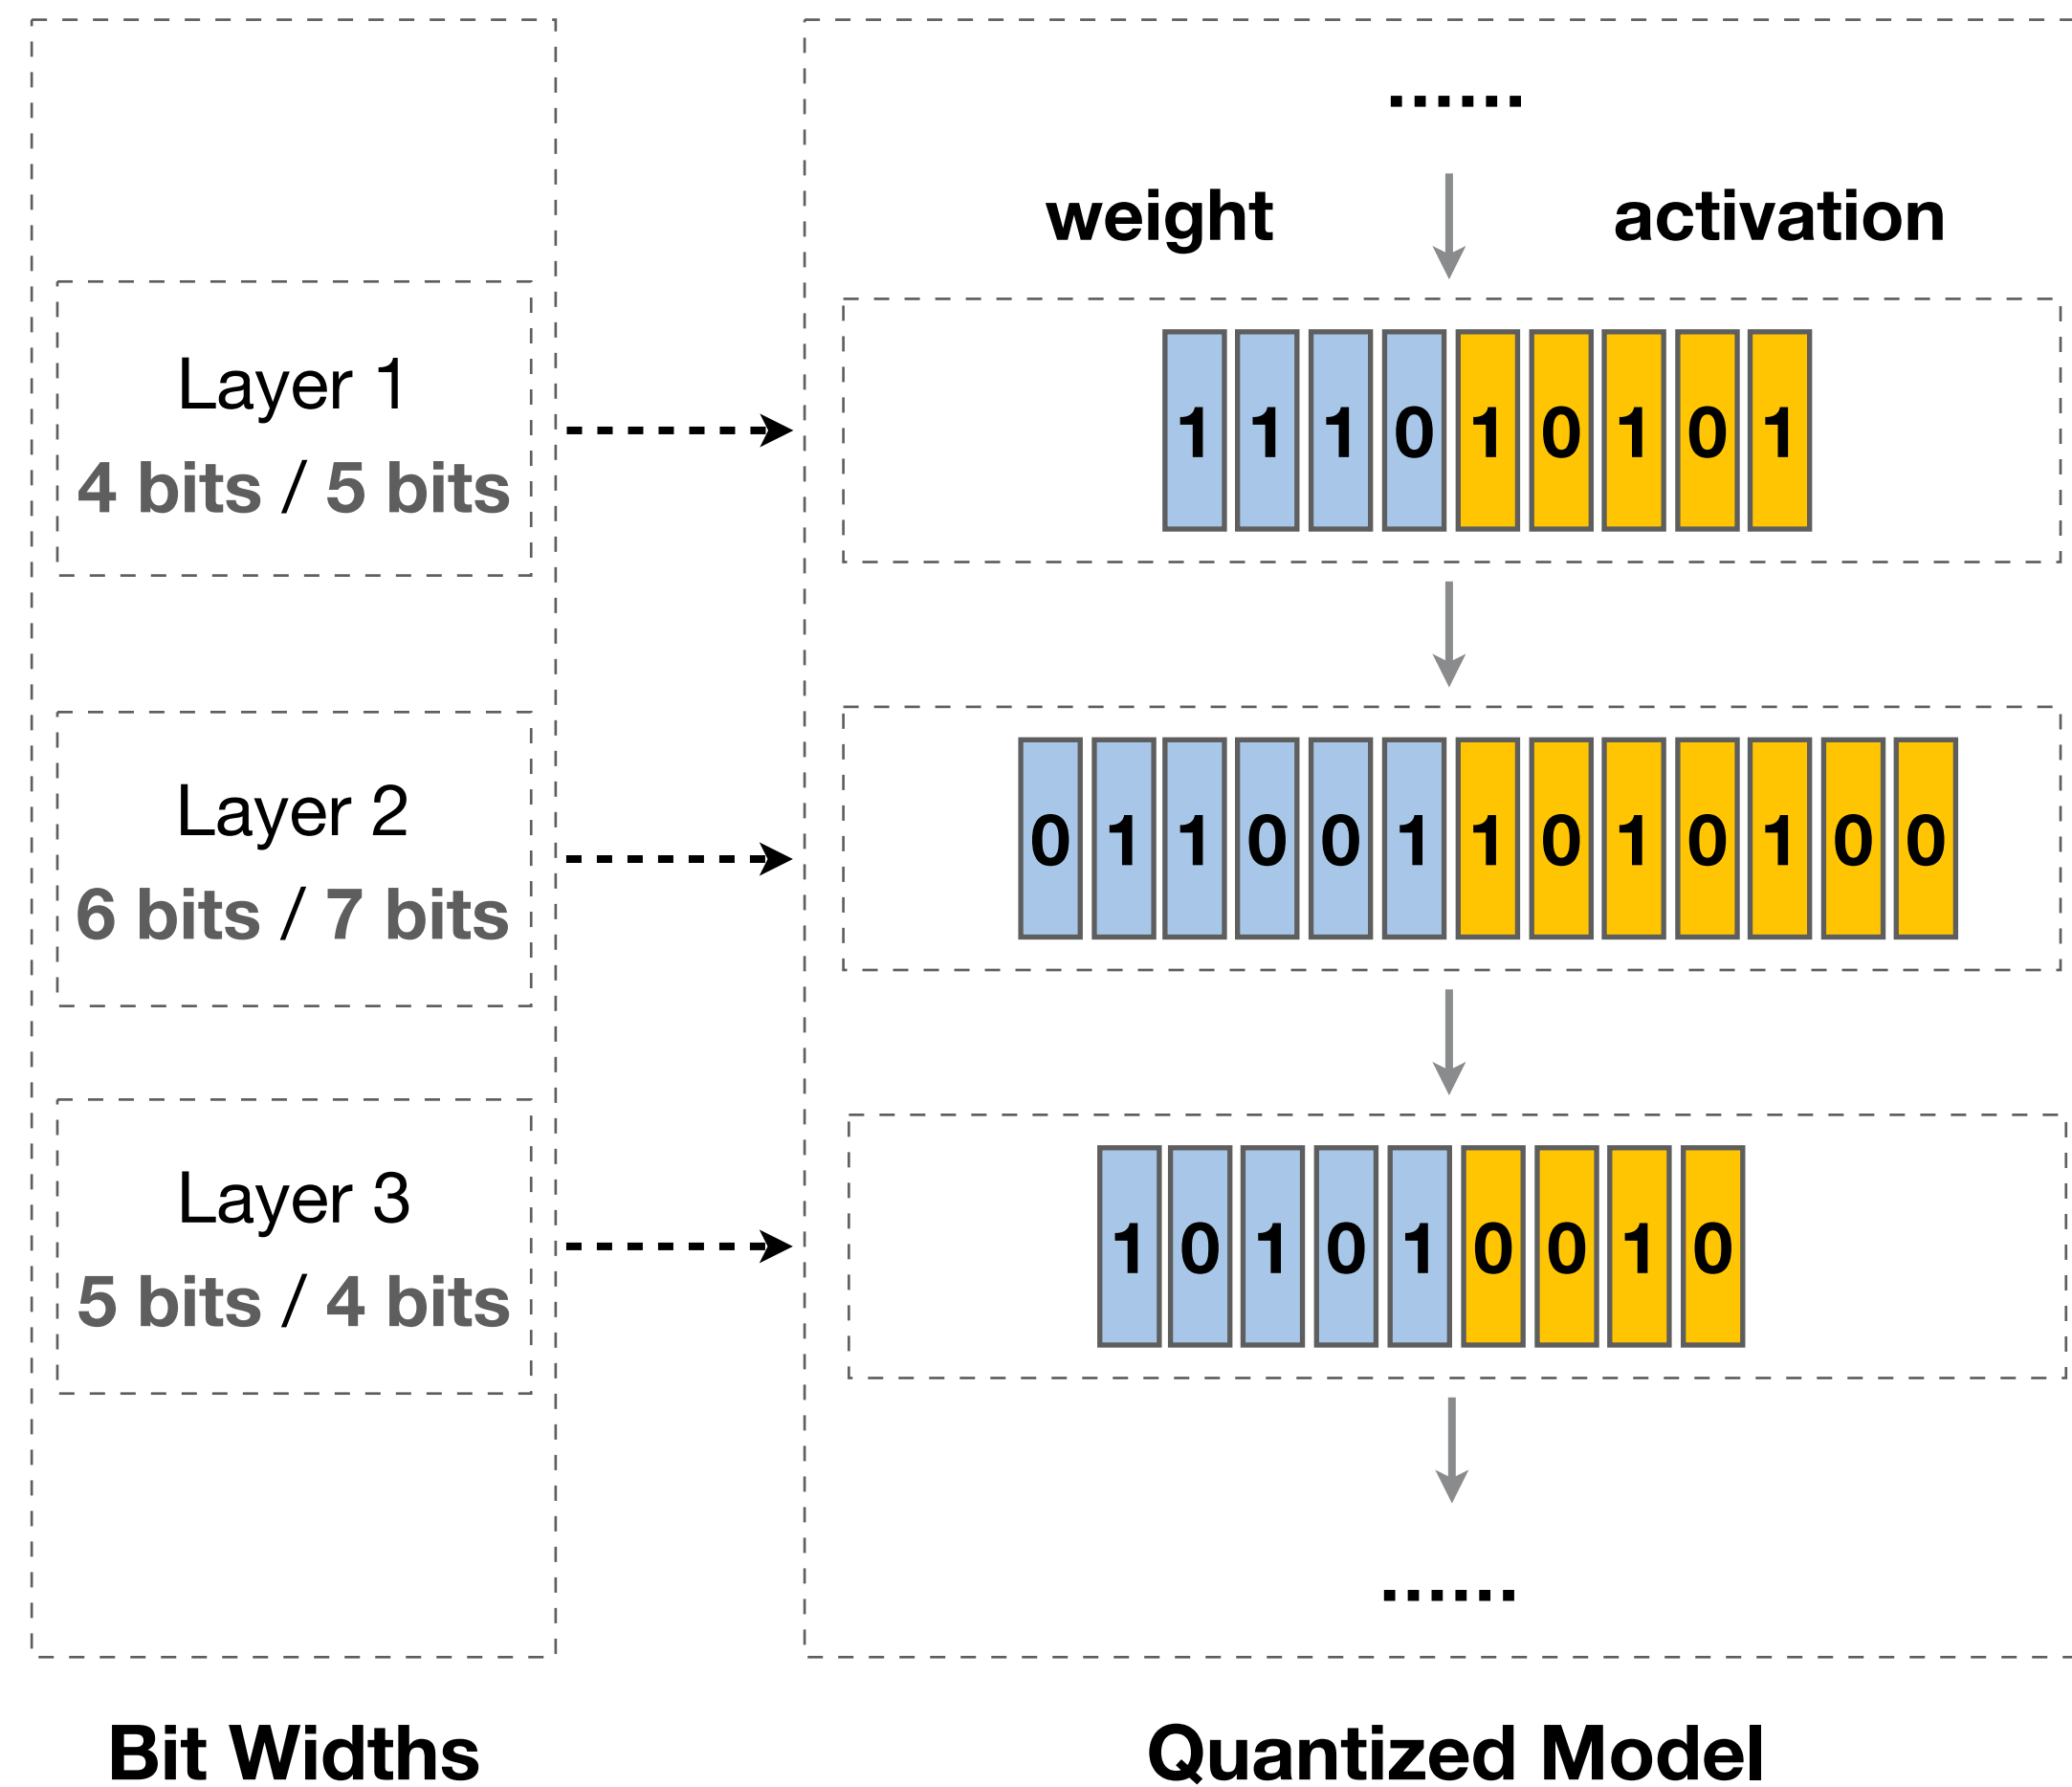 ......
weight activation
Layer 1
4 bits / 5 bits
1 1 1 0 1 0 1 0 1
Layer 2
6 bits / 7 bits
0 1 1 0 0 1 1 0 1 0 1 0 0
Layer 3
5 bits / 4 bits
1 0 1 0 1 0 0 1 0
......
Bit Widths
Quantized Model